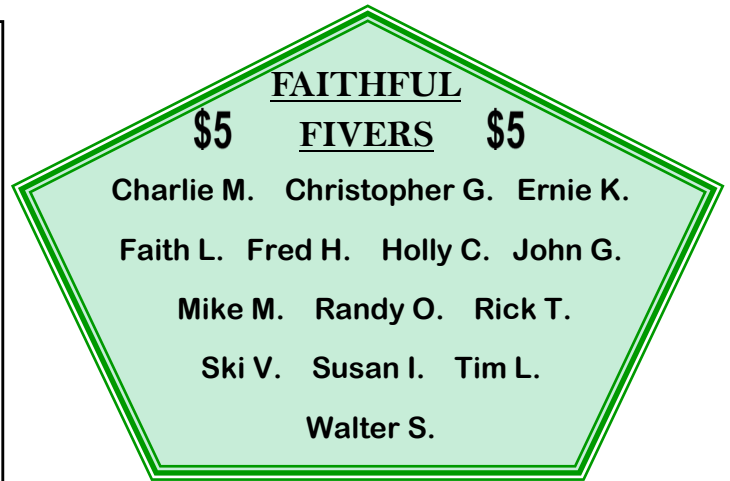 FAITHFUL
$5 FIVERS $5
Charlie M. Christopher G. Ernie K.
Faith L. Fred H. Holly C. John G.
Mike M. Randy O. Rick T.
Ski V. Susan I. Tim L.
Walter S.